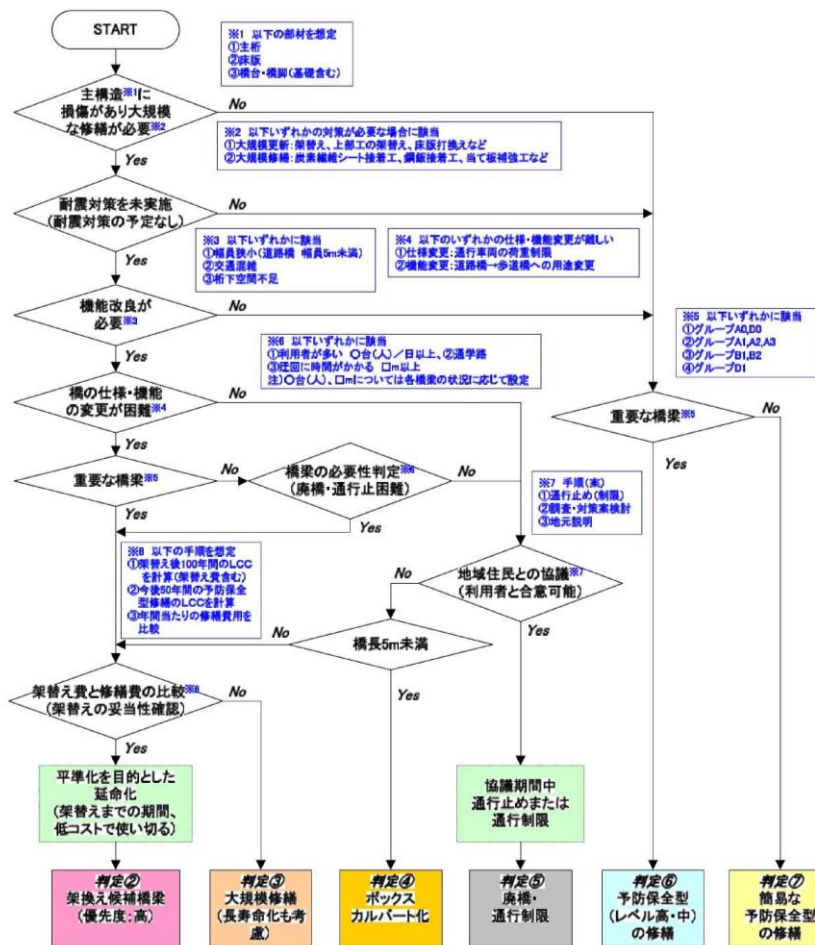 START
※1 以下の部材を想定
①主桁
②床版
③橋台・橋脚(基礎含む)
主構造※1に
損傷があり大規模
な修繕が必要※2
No
Yes
※2 以下いずれかの対策が必要な場合に該当
①大規模更新:架替え、上部工の架替え、床版打換えなど
②大規模修繕:炭素繊維シート接着工、鋼鈑接着工、当て板補強工など
耐震対策を未実施
(耐震対策の予定なし)
No
Yes
※3 以下いずれかに該当
①幅員狭小(道路橋 幅員5m未満)
②交通混雑
③桁下空間不足
※4 以下のいずれかの仕様・機能変更が難しい
①仕様変更:通行車両の荷重制限
②機能変更:道路橋→歩道橋への用途変更
機能改良が
必要※3
No
Yes
※5 以下いずれかに該当
①グループA0,D0
②グループA1,A2,A3
③グループB1,B2
④グループD1
※6 以下いずれかに該当
①利用者が多い 〇台(人)/日以上、②通学路
③迂回に時間がかかる □m以上
注)〇台(人)、□mについては各橋梁の状況に応じて設定
橋の仕様・機能
の変更が困難※4
No
Yes
重要な橋梁※5
No
Yes
重要な橋梁※5
No
Yes
橋梁の必要性判定※6
(廃橋・通行止困難)
No
Yes
※7 手順(案)
①通行止め(制限)
②調査・対策案検討
③地元説明
※8 以下の手順を想定
①架替え後100年間のLCC
を計算(架替え費含む)
②今後50年間の予防保全
型修繕のLCCを計算
③年間当たりの修繕費用を
比較
地域住民との協議※7
(利用者と合意可能)
No
Yes
橋長5m未満
No
Yes
架替え費と修繕費の比較※8
(架替えの妥当性確認)
No
Yes
平準化を目的とした
延命化
(架替えまでの期間、
低コストで使い切る)
協議期間中
通行止めまたは
通行制限
判定②
架換え候補橋梁
(優先度:高)
判定③
大規模修繕
(長寿命化も考
慮)
判定④
ボックス
カルバート化
判定⑤
廃橋・
通行制限
判定⑥
予防保全型
(レベル高・中)
の修繕
判定⑦
簡易な
予防保全型
の修繕